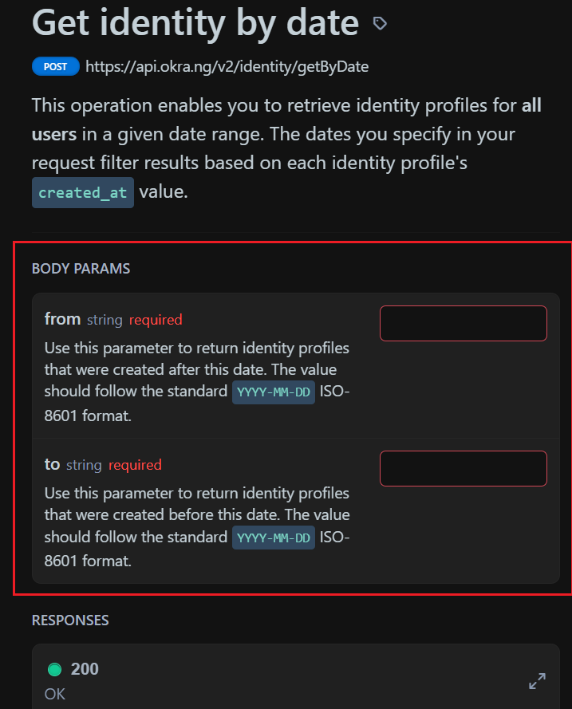 Get identity by date
POST https://api.okra.ng/v2/identity/getByDate
This operation enables you to retrieve identity profiles for all
users in a given date range. The dates you specify in your
request filter results based on each identity profile's
created_at value.
BODY PARAMS
from string required
Use this parameter to return identity profiles
that were created after this date. The value
should follow the standard YYYY-MM-DD ISO-
8601 format.
to string required
Use this parameter to return identity profiles
that were created before this date. The value
should follow the standard YYYY-MM-DD ISO-
8601 format.
RESPONSES
200
OK